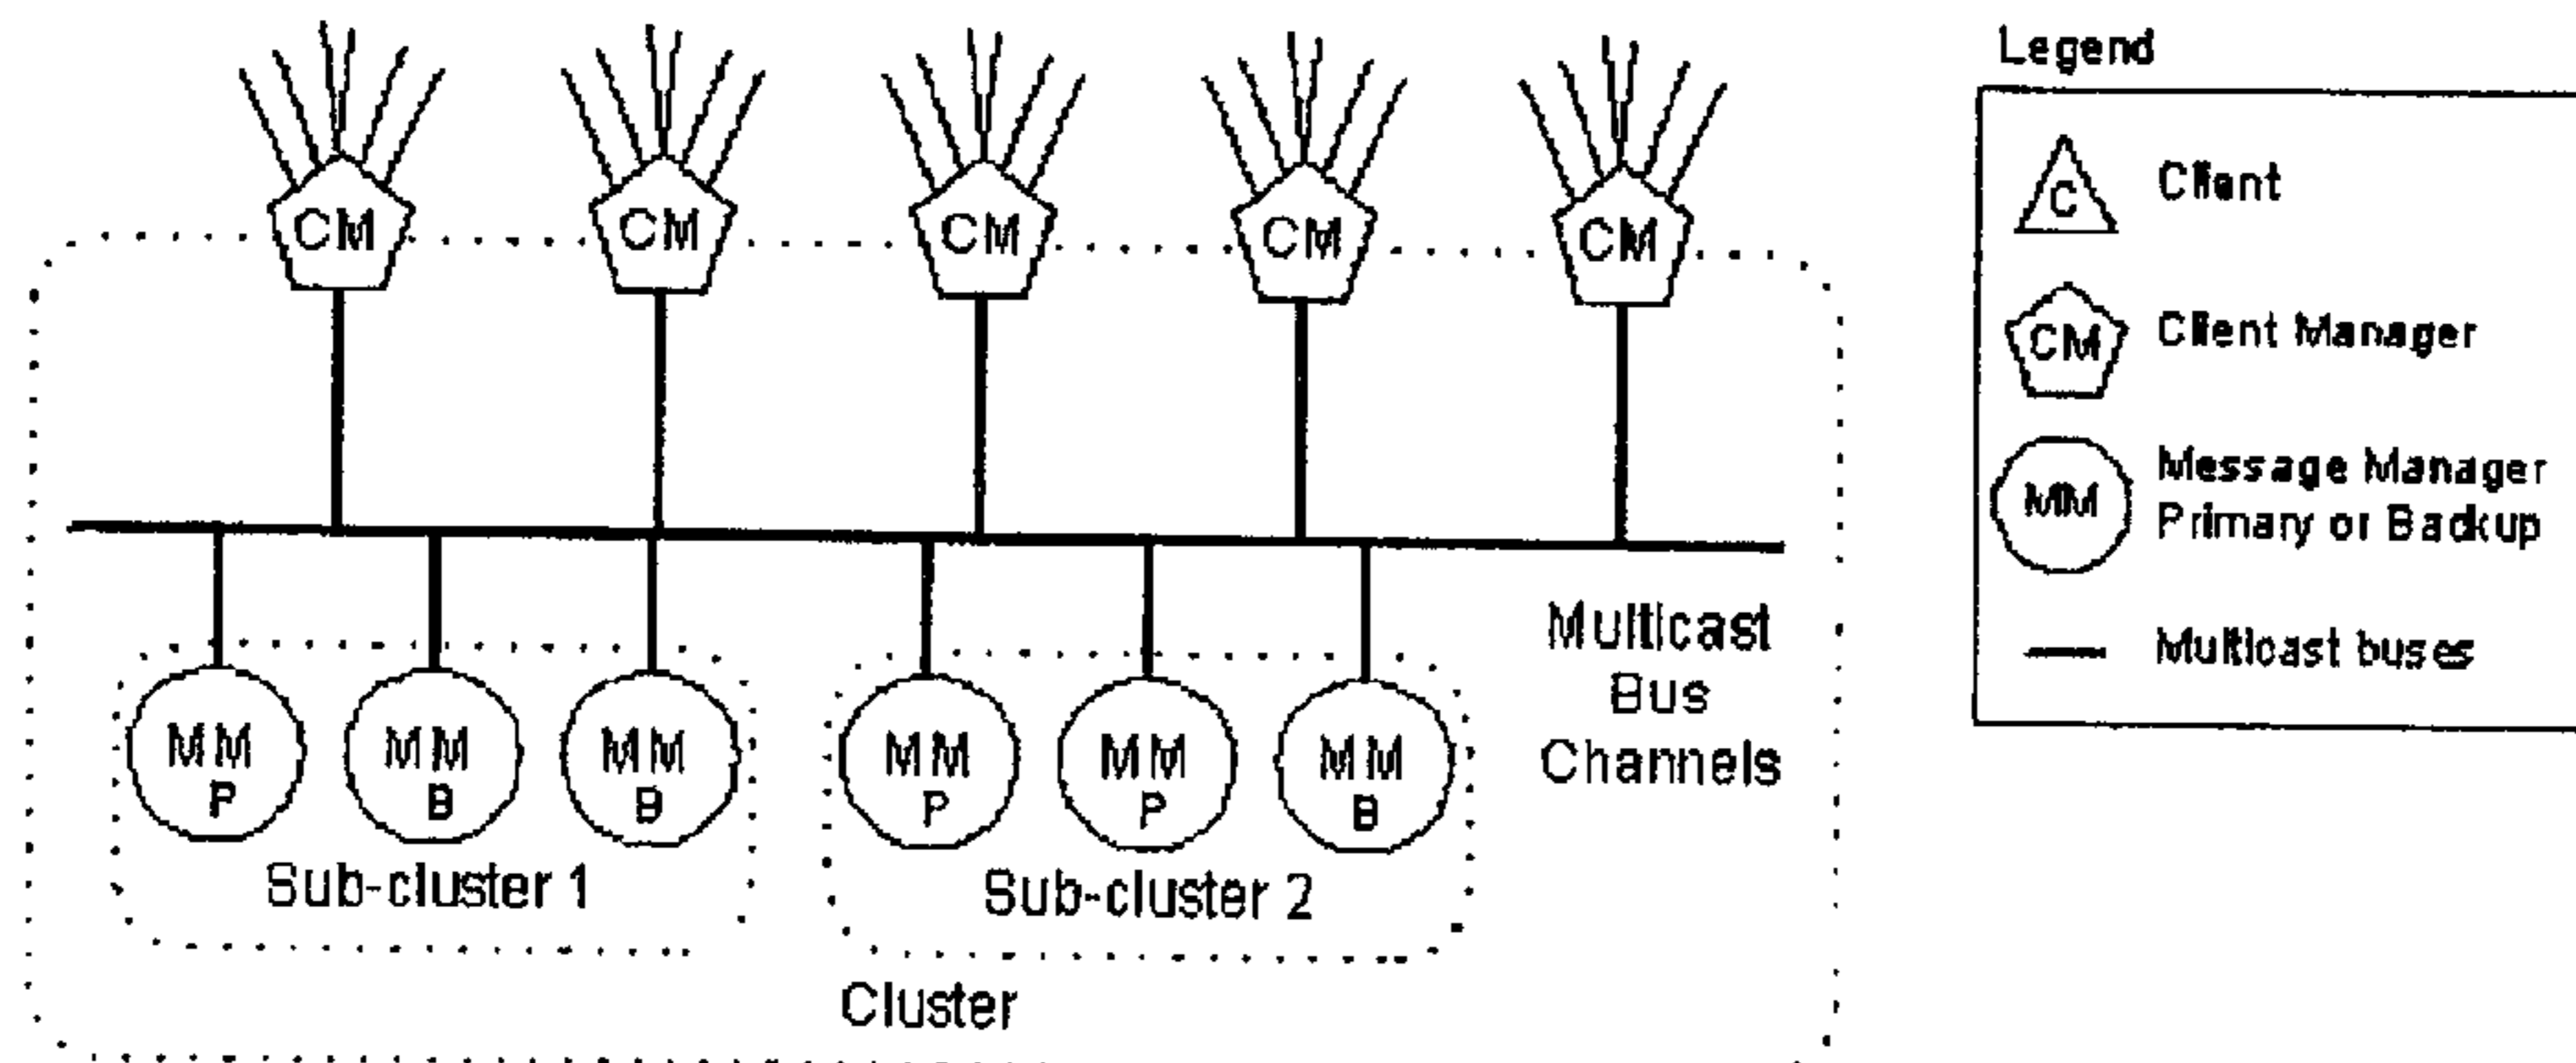 Legend
C Client
CM Client Manager
MM Message Manager
Primary or Backup
Multicast buses
CM CM CM CM CM
Multicast
Bus
Channels
MM MM MM MM MM MM
P B B P P B
Sub-cluster 1 Sub-cluster 2
Cluster